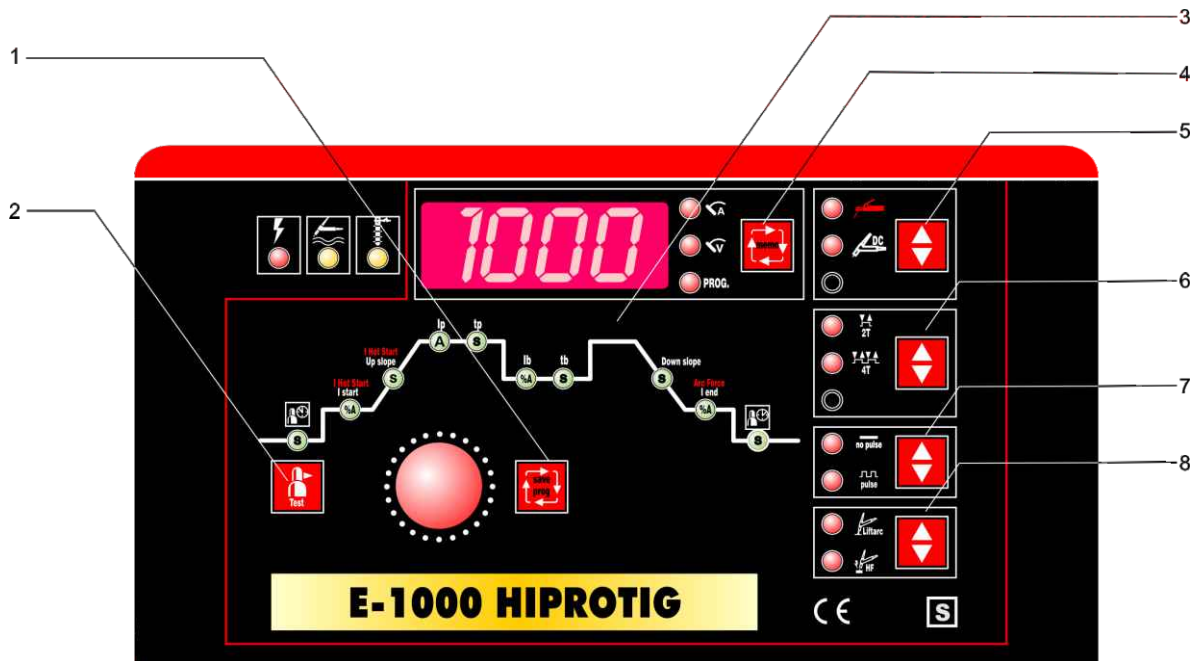 1
2
3
4
5
6
7
8
1000
A
V
PROG.
memo
DC
2T
4T
no pulse
pulse
Liftarc
HF
S
I Hot Start
I start
%A
I Hot Start
Up slope
S
Ip
A
tp
S
Ib
%A
tb
S
Down slope
S
Arc Force
I end
%A
S
Test
save
prog
E-1000 HIPROTIG
CE
S